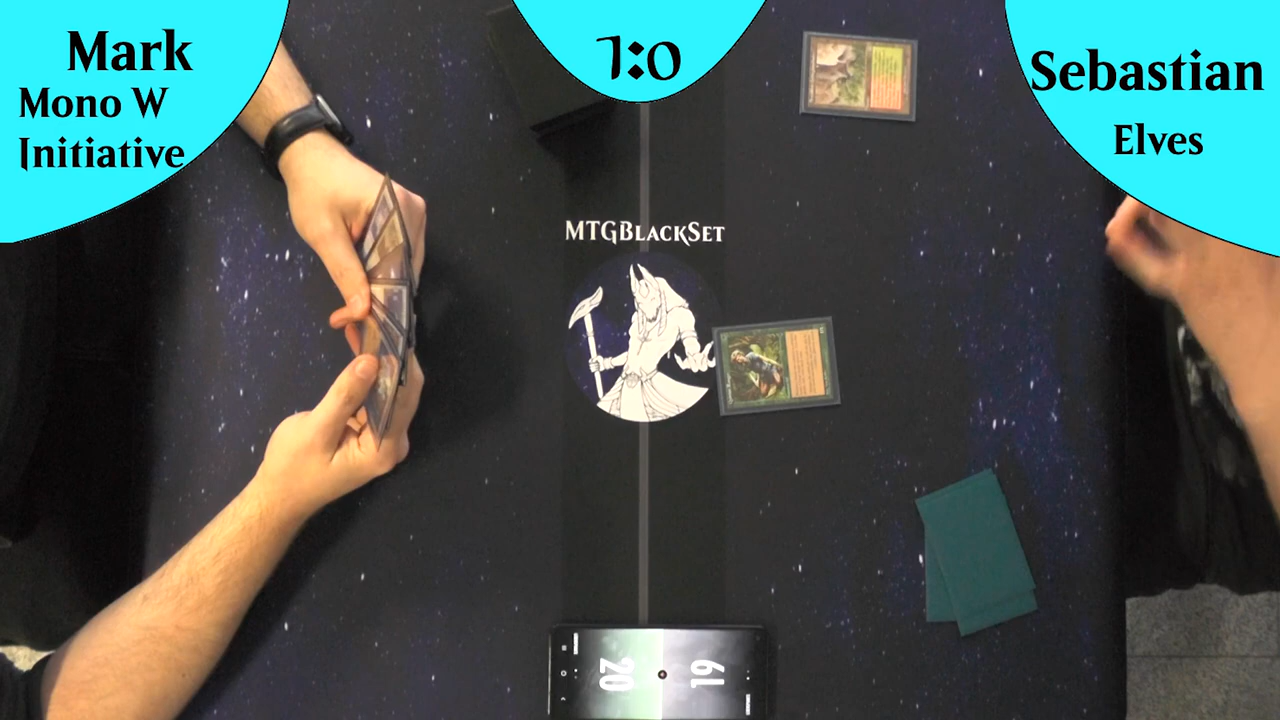 Mark
Mono W
Initiative
1:0
Sebastian
Elves
MTGBlackSet
20
19